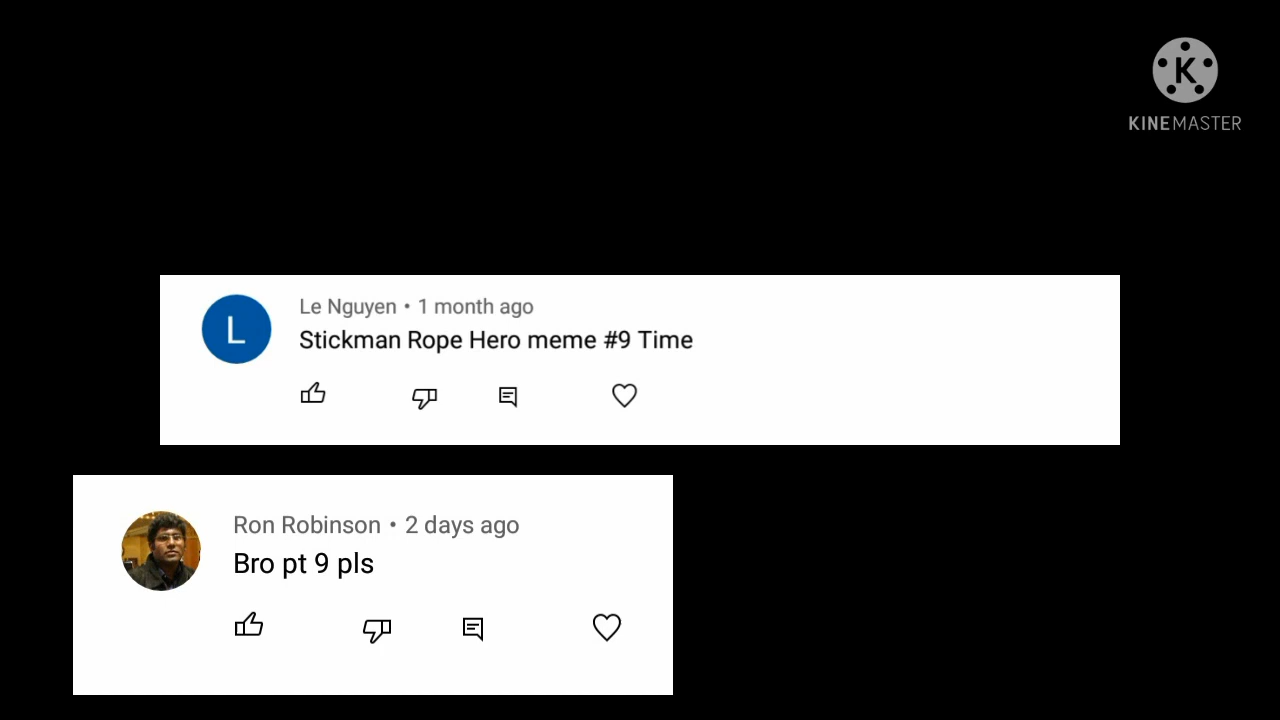 K
KINEMASTER
L
Le Nguyen • 1 month ago
Stickman Rope Hero meme #9 Time
Ron Robinson • 2 days ago
Bro pt 9 pls